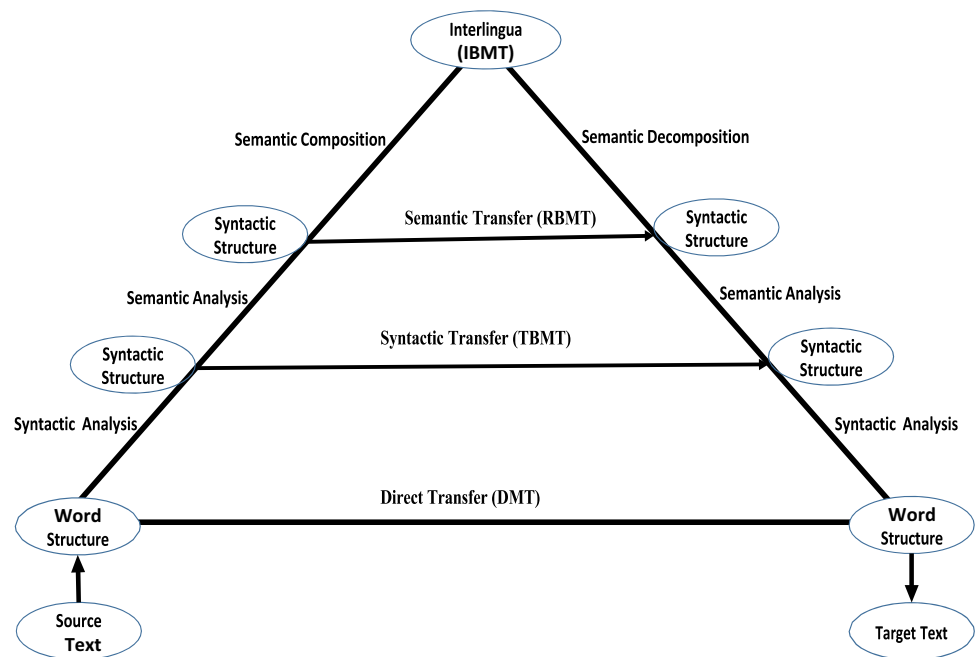 Interlingua
(IBMT)
Semantic Composition
Semantic Decomposition
Syntactic
Structure
Semantic Transfer (RBMT)
Syntactic
Structure
Semantic Analysis
Semantic Analysis
Syntactic
Structure
Syntactic Transfer (TBMT)
Syntactic
Structure
Syntactic Analysis
Syntactic Analysis
Direct Transfer (DMT)
Word
Structure
Word
Structure
Source
Text
Target Text